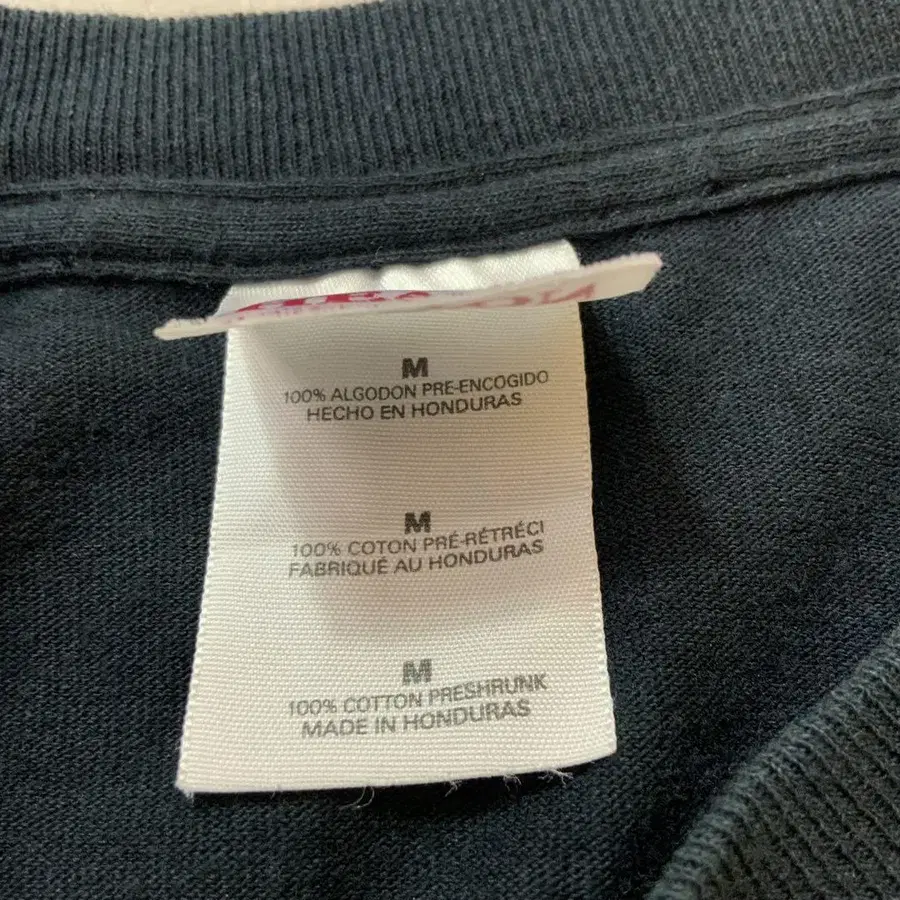 M
100% ALGODON PRE-ENCOGIDO
HECHO EN HONDURAS
M
100% COTON PRÉ-RÉTRÉCI
FABRIQUÉ AU HONDURAS
M
100% COTTON PRESHRUNK
MADE IN HONDURAS